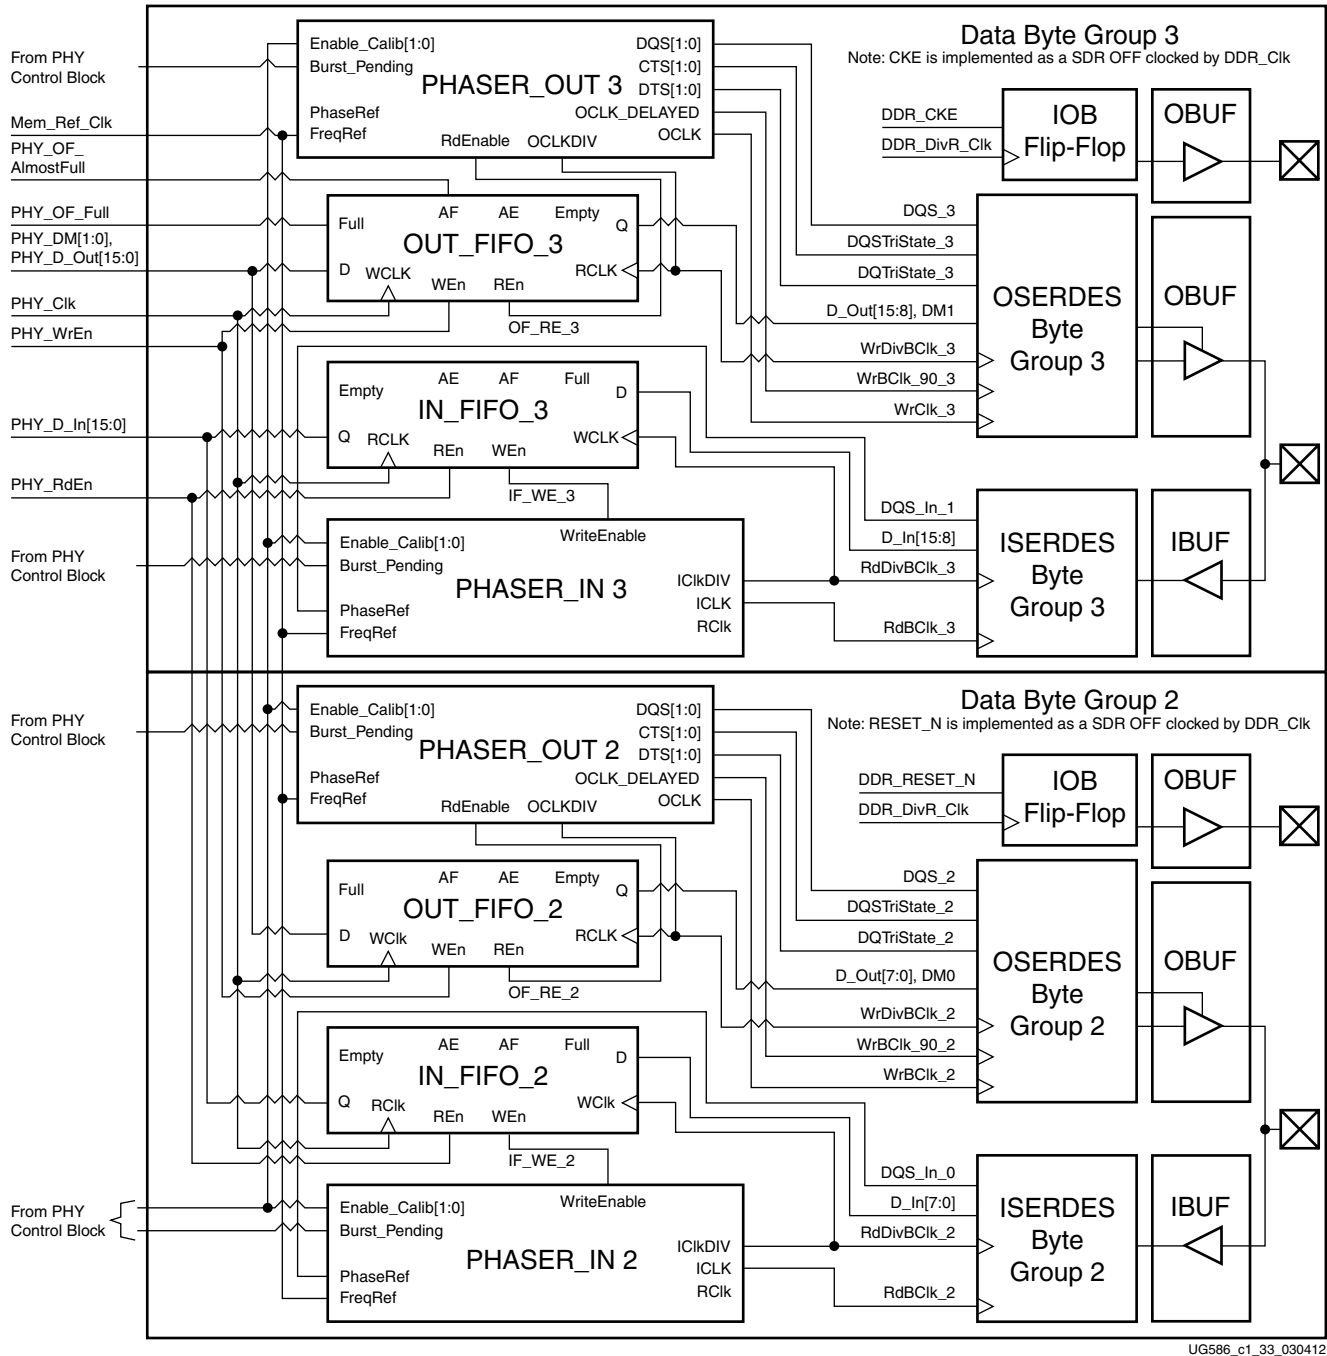 Data Byte Group 3
Note: CKE is implemented as a SDR OFF clocked by DDR_Clk
From PHY
Control Block
Mem_Ref_Clk
PHY_OF_
AlmostFull
PHY_OF_Full
PHY_DM[1:0],
PHY_D_Out[15:0]
PHY_Clk
PHY_WrEn
PHY_D_In[15:0]
PHY_RdEn
From PHY
Control Block
Enable_Calib[1:0]
Burst_Pending
PHASER_OUT 3
PhaseRef
FreqRef
RdEnable
OCLKDIV
DQS[1:0]
CTS[1:0]
DTS[1:0]
OCLK_DELAYED
OCLK
Full
AF
AE
Empty
Q
OUT_FIFO_3
D
WCLK
WEn
REn
RCLK
OF_RE_3
Empty
AE
AF
Full
D
IN_FIFO_3
Q
RCLK
REn
WEn
WCLK
IF_WE_3
Enable_Calib[1:0]
Burst_Pending
WriteEnable
PHASER_IN 3
PhaseRef
FreqRef
IClkDIV
ICLK
RClk
DDR_CKE
DDR_DivR_Clk
IOB
Flip-Flop
OBUF
DQS_3
DQSTriState_3
DQTriState_3
D_Out[15:8], DM1
WrDivBClk_3
WrBClk_90_3
WrClk_3
OSERDES
Byte
Group 3
OBUF
DQS_In_1
D_In[15:8]
RdDivBClk_3
RdBClk_3
ISERDES
Byte
Group 3
IBUF
Data Byte Group 2
Note: RESET_N is implemented as a SDR OFF clocked by DDR_Clk
From PHY
Control Block
Enable_Calib[1:0]
Burst_Pending
PHASER_OUT 2
PhaseRef
FreqRef
RdEnable
OCLKDIV
DQS[1:0]
CTS[1:0]
DTS[1:0]
OCLK_DELAYED
OCLK
Full
AF
AE
Empty
Q
OUT_FIFO_2
D
WClk
WEn
REn
RCLK
OF_RE_2
Empty
AE
AF
Full
D
IN_FIFO_2
Q
RClk
REn
WEn
WClk
IF_WE_2
From PHY
Control Block
Enable_Calib[1:0]
Burst_Pending
WriteEnable
PHASER_IN 2
PhaseRef
FreqRef
IClkDIV
ICLK
RClk
DDR_RESET_N
DDR_DivR_Clk
IOB
Flip-Flop
OBUF
DQS_2
DQSTriState_2
DQTriState_2
D_Out[7:0], DM0
WrDivBClk_2
WrBClk_90_2
WrBClk_2
OSERDES
Byte
Group 2
OBUF
DQS_In_0
D_In[7:0]
RdDivBClk_2
RdBClk_2
ISERDES
Byte
Group 2
IBUF
UG586_c1_33_030412